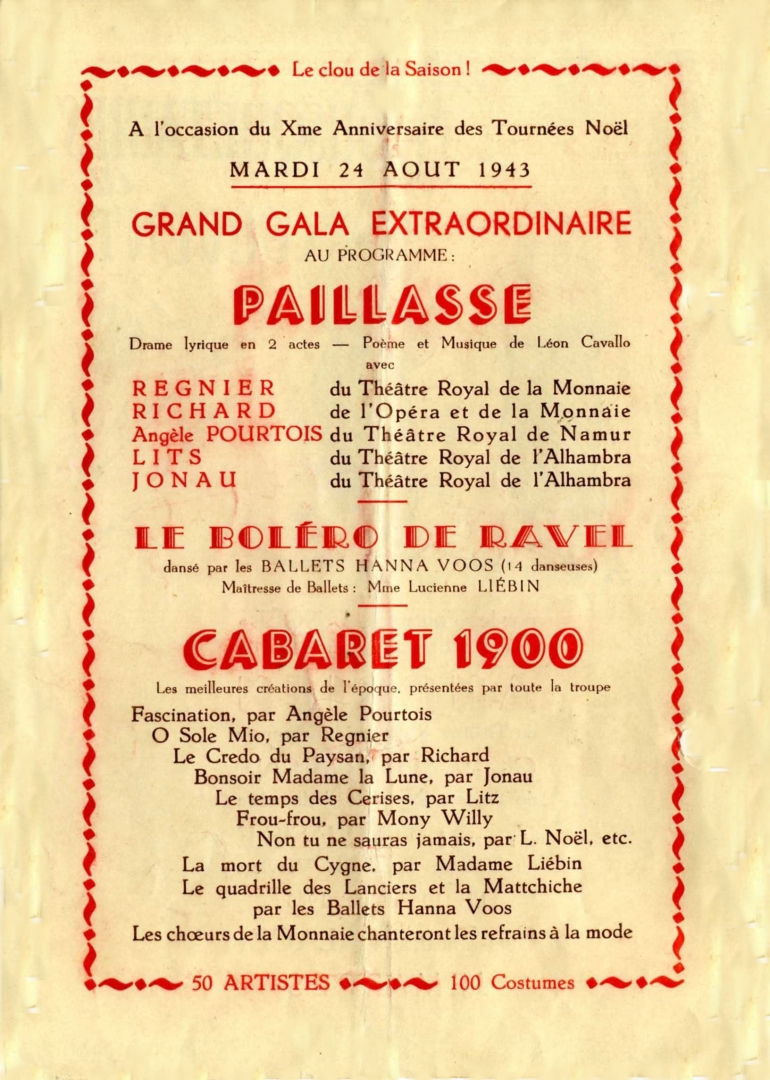 Le clou de la Saison !
A l'occasion du Xme Anniversaire des Tournées Noël
MARDI 24 AOUT 1943
GRAND GALA EXTRAORDINAIRE
AU PROGRAMME :
PAILLASSE
Drame lyrique en 2 actes — Poème et Musique de Léon Cavallo
avec
REGNIER du Théâtre Royal de la Monnaie
RICHARD de l'Opéra et de la Monnaie
Angèle POURTOIS du Théâtre Royal de Namur
LITS du Théâtre Royal de l'Alhambra
JONAU du Théâtre Royal de l'Alhambra
LE BOLÉRO DE RAVEL
dansé par les BALLETS HANNA VOOS (14 danseuses)
Maîtresse de Ballets : Mme Lucienne LIÉBIN
CABARET 1900
Les meilleures créations de l'époque, présentées par toute la troupe
Fascination, par Angèle Pourtois
O Sole Mio, par Regnier
Le Credo du Paysan, par Richard
Bonsoir Madame la Lune, par Jonau
Le temps des Cerises, par Litz
Frou-frou, par Mony Willy
Non tu ne sauras jamais, par L. Noël, etc.
La mort du Cygne, par Madame Liébin
Le quadrille des Lanciers et la Mattchiche
par les Ballets Hanna Voos
Les chœurs de la Monnaie chanteront les refrains à la mode
50 ARTISTES 100 Costumes